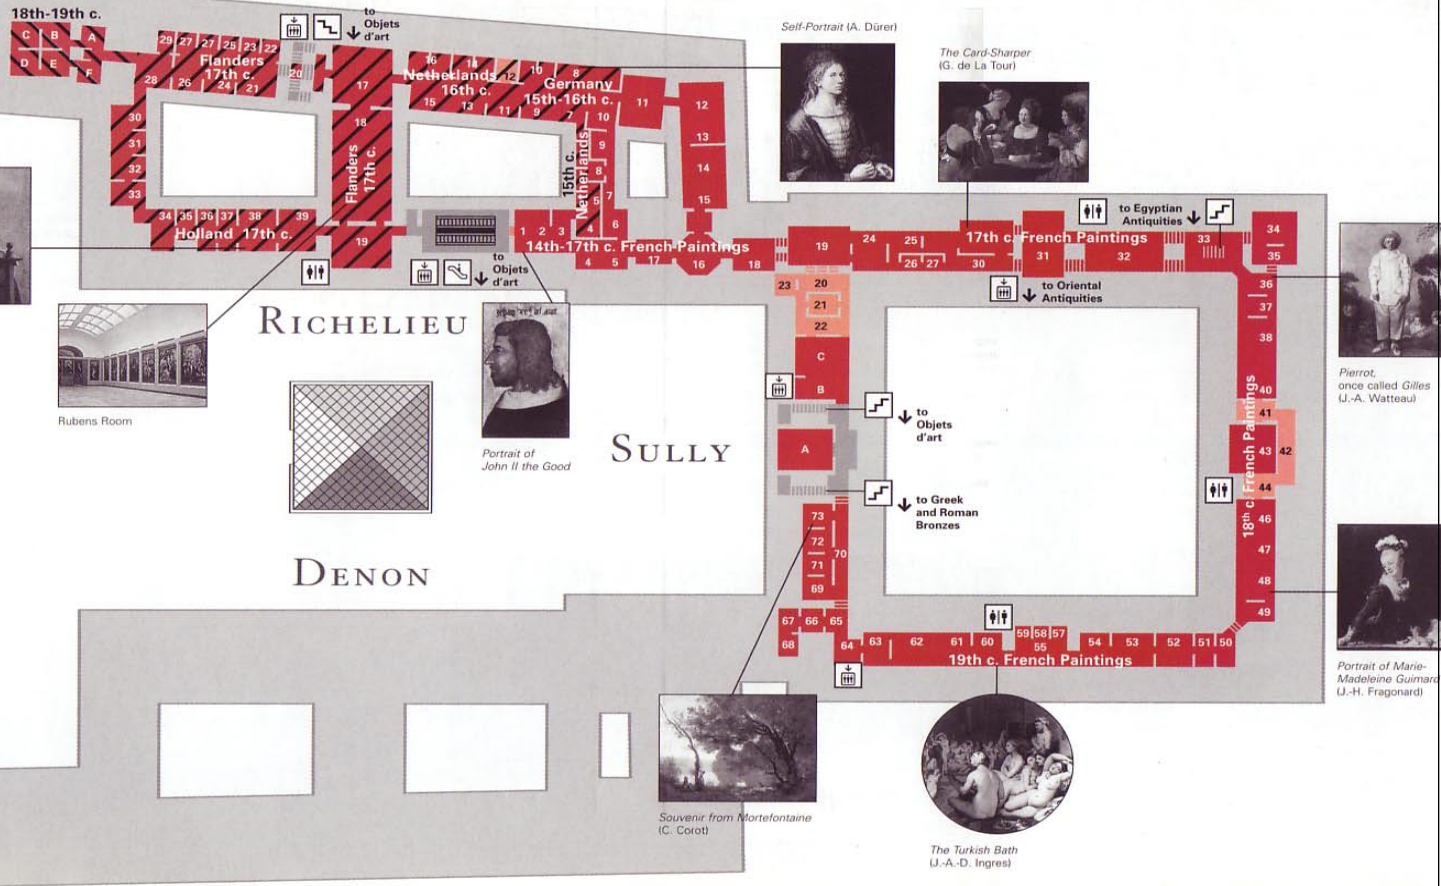 18th-19th c.
C B A
D E F
29 27 27 25 23 22
Flanders
17th c.
28 26 24 21
20
to
Objets
d'art
17
18
Flanders
17th c.
19
16 14 12 10 8
Netherlands
16th c.
Germany
15th-16th c.
15 13 11 9 7
10
9
8
7
5
6
4
15th c.
Netherlands
11
12
13
14
15
30
31
32
33
34 35 36 37 38 39
Holland 17th c.
1 2 3
14th-17th c. French Paintings
4 5 17 16 18
to
Objets
d'art
Self-Portrait (A. Dürer)
The Card-Sharper
(G. de La Tour)
19
24 25
26 27 30
17th c. French Paintings
31
32
33
34
35
to Egyptian
Antiquities
to Oriental
Antiquities
23 20
21
22
C
B
A
to
Objets
d'art
to Greek
and Roman
Bronzes
36
37
38
40
41
42
43
44
46
47
48
49
18th c. French Paintings
Pierrot,
once called Gilles
(J.-A. Watteau)
Portrait of Marie-
Madeleine Guimard
(J.-H. Fragonard)
RICHELIEU
SULLY
DENON
Rubens Room
Portrait of
John II the Good
73
72
71
70
69
67 66 65
68
64 63 62 61 60
59 58 57
55
54 53 52 51 50
19th c. French Paintings
Souvenir from Mortefontaine
(C. Corot)
The Turkish Bath
(J.-A.-D. Ingres)